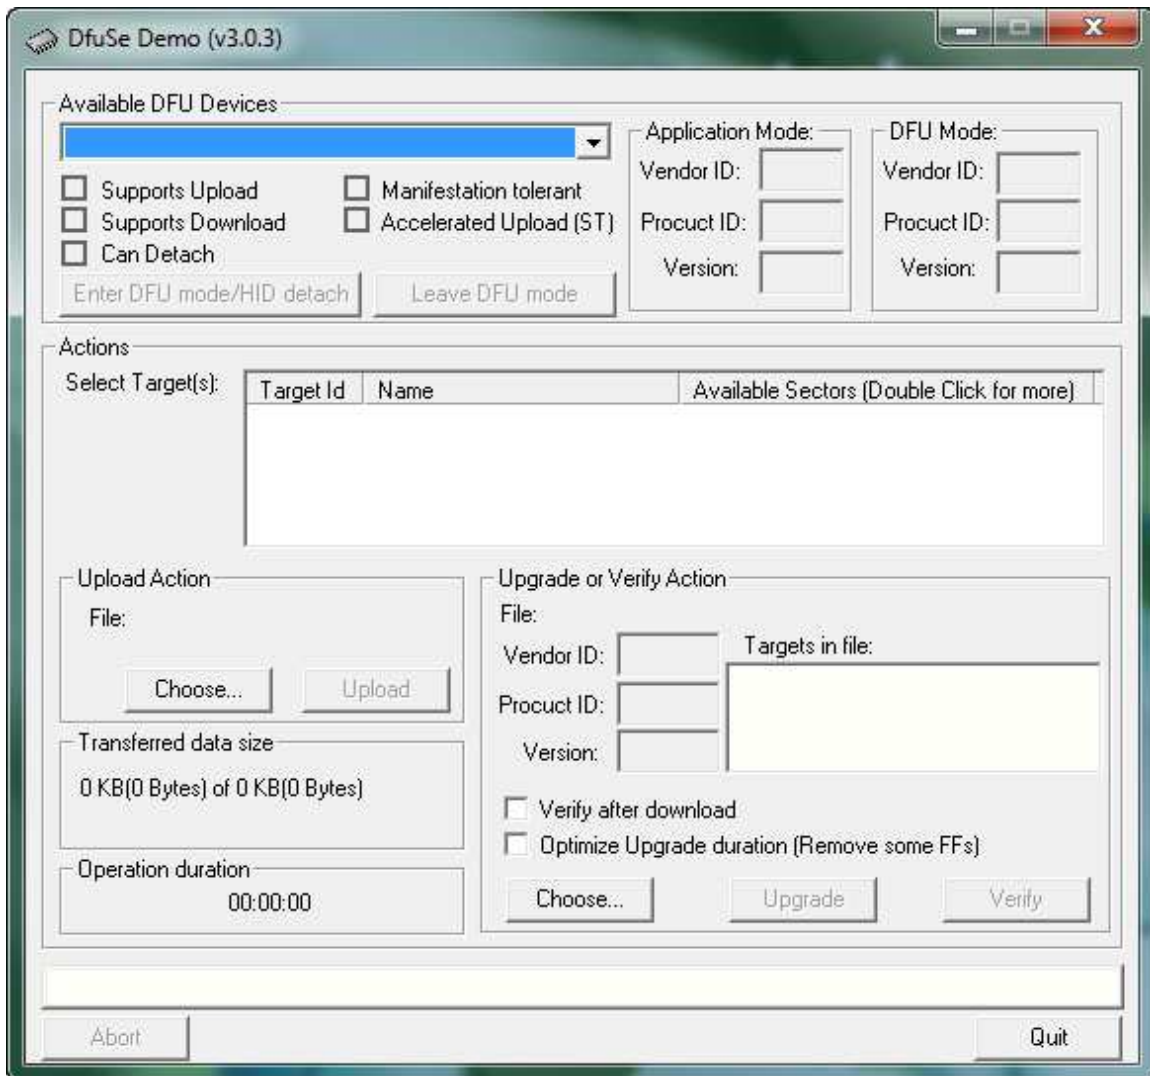 DfuSe Demo (v3.0.3)
Available DFU Devices
Supports Upload
Manifestation tolerant
Supports Download
Accelerated Upload (ST)
Can Detach
Enter DFU mode/HID detach
Leave DFU mode
Application Mode:
Vendor ID:
Procuct ID:
Version:
DFU Mode:
Vendor ID:
Procuct ID:
Version:
Actions
Select Target(s):
Target Id Name Available Sectors (Double Click for more)
Upload Action
File:
Choose... Upload
Transferred data size
0 KB(0 Bytes) of 0 KB(0 Bytes)
Operation duration
00:00:00
Upgrade or Verify Action
File:
Vendor ID:
Procuct ID:
Version:
Targets in file:
Verify after download
Optimize Upgrade duration (Remove some FFs)
Choose... Upgrade Verify
Abort Quit